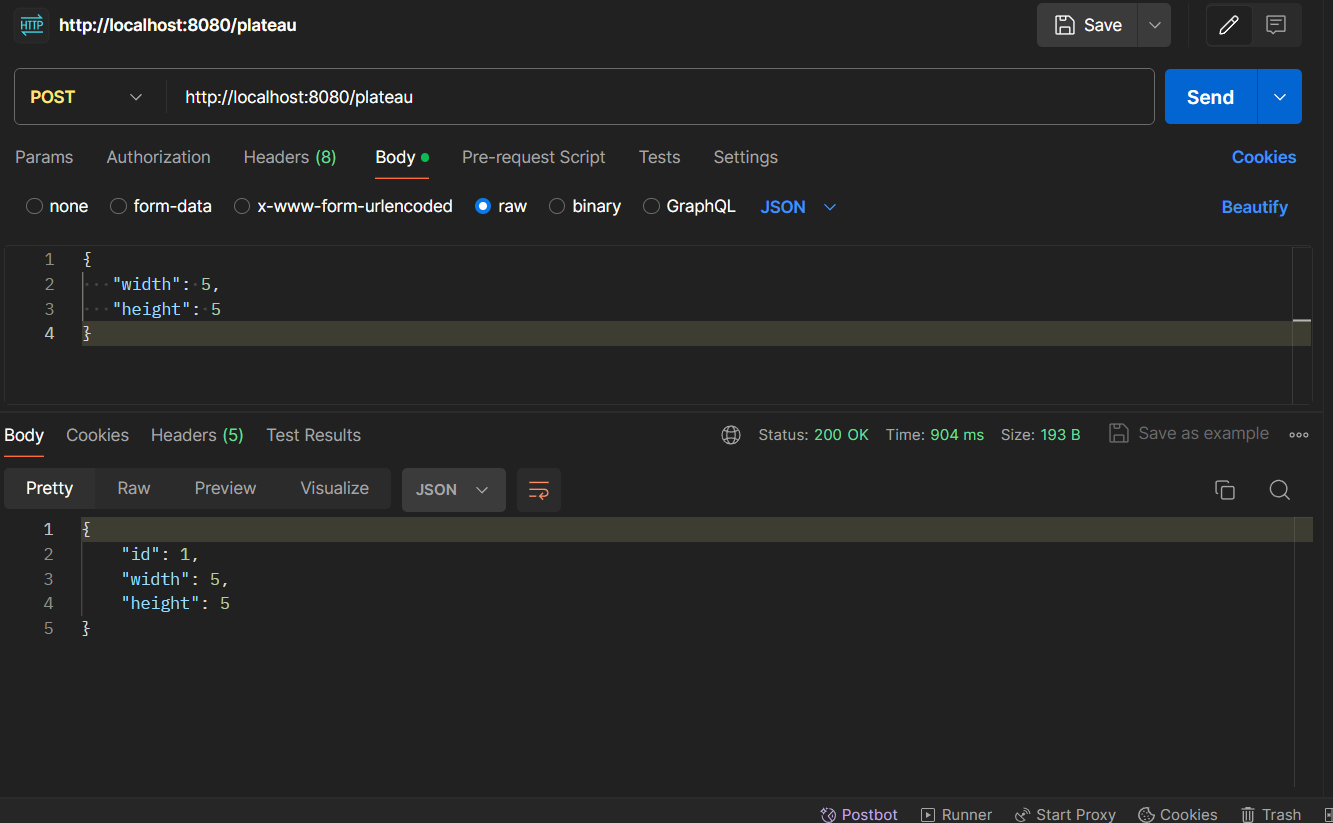 HTTP http://localhost:8080/plateau Save
POST http://localhost:8080/plateau Send
Params Authorization Headers (8) Body Pre-request Script Tests Settings Cookies
none form-data x-www-form-urlencoded raw binary GraphQL JSON Beautify
1 {
2 "width": 5,
3 "height": 5
4 }
Body Cookies Headers (5) Test Results Status: 200 OK Time: 904 ms Size: 193 B Save as example
Pretty Raw Preview Visualize JSON
1 {
2 "id": 1,
3 "width": 5,
4 "height": 5
5 }
Postbot Runner Start Proxy Cookies Trash